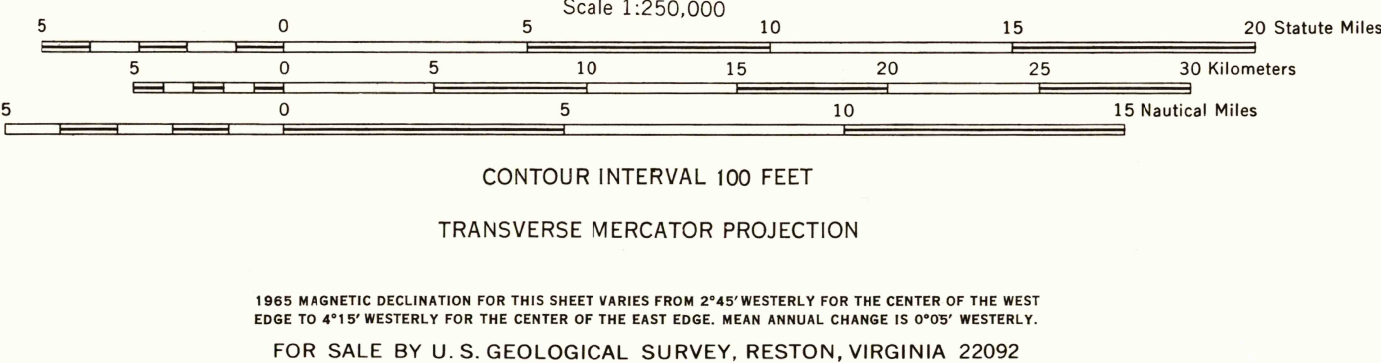 Scale 1:250,000
5 0 5 10 15 20 Statute Miles
5 0 5 10 15 20 25 30 Kilometers
5 0 5 10 15 Nautical Miles
CONTOUR INTERVAL 100 FEET
TRANSVERSE MERCATOR PROJECTION
1965 MAGNETIC DECLINATION FOR THIS SHEET VARIES FROM 2°45′ WESTERLY FOR THE CENTER OF THE WEST
EDGE TO 4°15′ WESTERLY FOR THE CENTER OF THE EAST EDGE. MEAN ANNUAL CHANGE IS 0°05′ WESTERLY.
FOR SALE BY U. S. GEOLOGICAL SURVEY, RESTON, VIRGINIA 22092